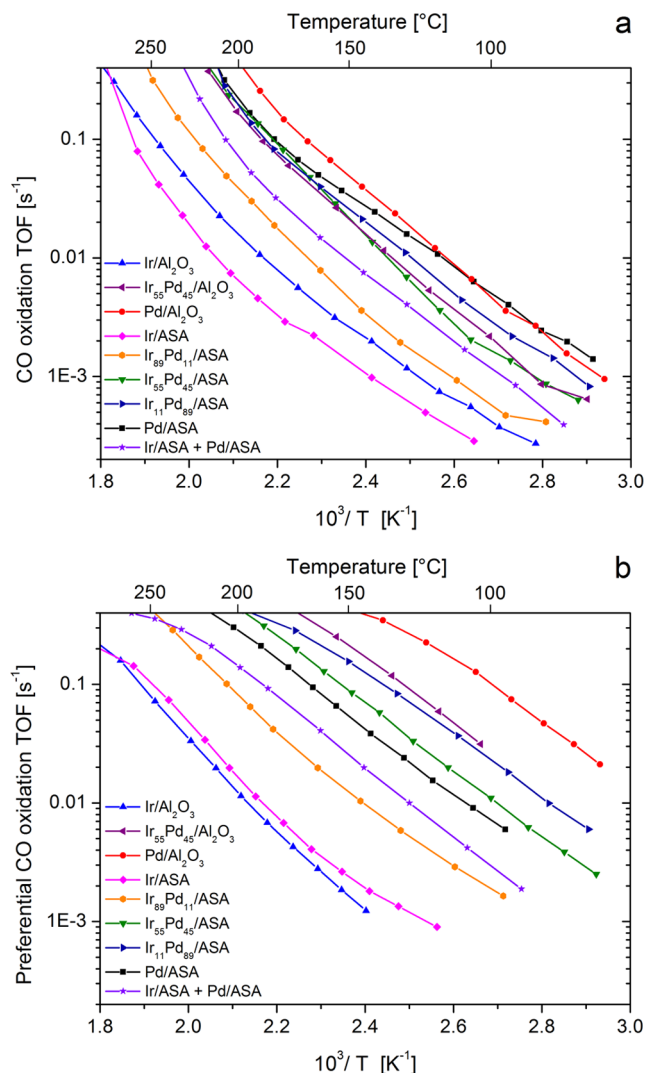 Temperature [°C]
a
250 200 150 100
CO oxidation TOF [s⁻¹]
0.1
0.01
1E-3
Ir/Al₂O₃
Ir₅₅Pd₄₅/Al₂O₃
Pd/Al₂O₃
Ir/ASA
Ir₈₉Pd₁₁/ASA
Ir₅₅Pd₄₅/ASA
Ir₁₁Pd₈₉/ASA
Pd/ASA
Ir/ASA + Pd/ASA
1.8 2.0 2.2 2.4 2.6 2.8 3.0
10³/ T [K⁻¹]
Temperature [°C]
b
250 200 150 100
Preferential CO oxidation TOF [s⁻¹]
0.1
0.01
1E-3
Ir/Al₂O₃
Ir₅₅Pd₄₅/Al₂O₃
Pd/Al₂O₃
Ir/ASA
Ir₈₉Pd₁₁/ASA
Ir₅₅Pd₄₅/ASA
Ir₁₁Pd₈₉/ASA
Pd/ASA
Ir/ASA + Pd/ASA
1.8 2.0 2.2 2.4 2.6 2.8 3.0
10³/ T [K⁻¹]